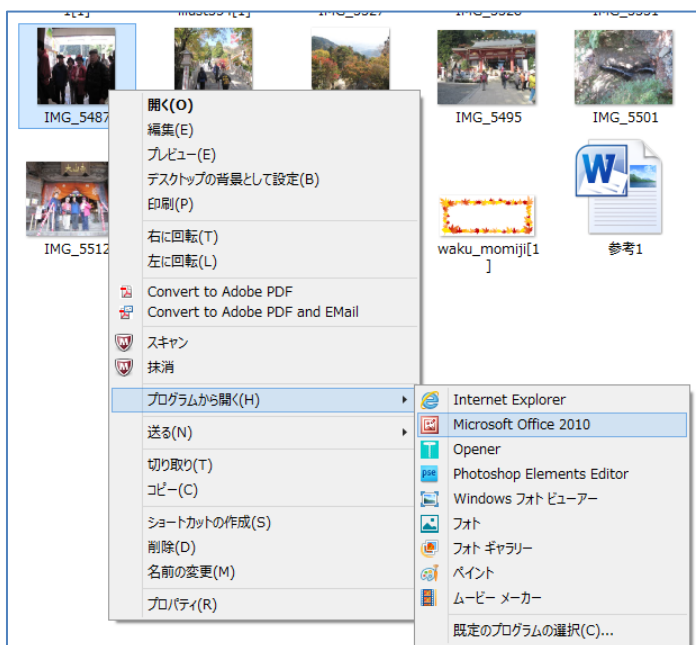 IMG_5487
IMG_5495
IMG_5501
IMG_5512
waku_momiji[1
]
参考1
開く(O)
編集(E)
プレビュー(E)
デスクトップの背景として設定(B)
印刷(P)
右に回転(T)
左に回転(L)
Convert to Adobe PDF
Convert to Adobe PDF and EMail
スキャン
抹消
プログラムから開く(H)
送る(N)
切り取り(T)
コピー(C)
ショートカットの作成(S)
削除(D)
名前の変更(M)
プロパティ(R)
Internet Explorer
Microsoft Office 2010
Opener
pse
Photoshop Elements Editor
Windows フォト ビューアー
フォト
フォト ギャラリー
ペイント
ムービー メーカー
既定のプログラムの選択(C)...